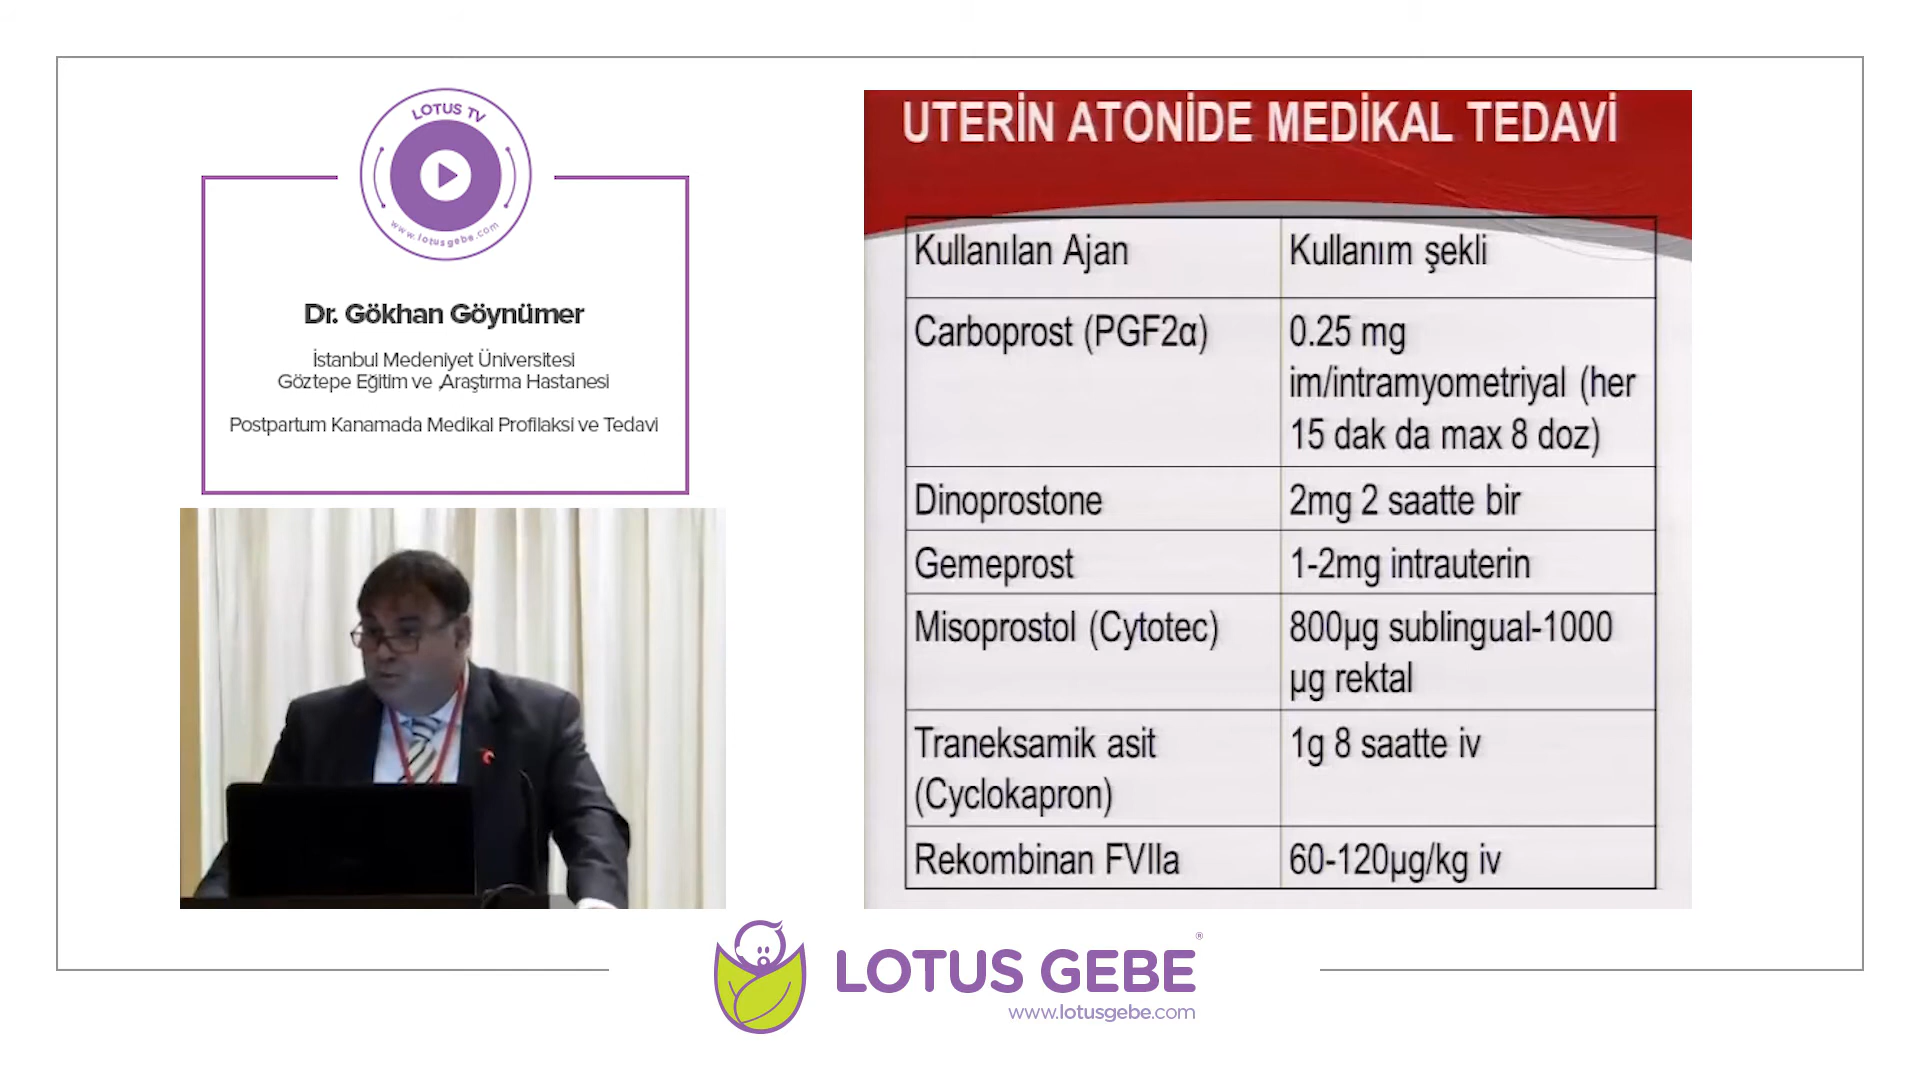 LOTUS TV
www.lotusgebe.com
Dr. Gökhan Göynümer
İstanbul Medeniyet Üniversitesi
Göztepe Eğitim ve Araştırma Hastanesi
Postpartum Kanamada Medikal Profilaksi ve Tedavi
UTERİN ATONİDE MEDİKAL TEDAVİ
Kullanılan Ajan
Kullanım şekli
Carboprost (PGF2α)
0.25 mg
im/intramyometriyal (her
15 dak da max 8 doz)
Dinoprostone
2mg 2 saatte bir
Gemeprost
1-2mg intrauterin
Misoprostol (Cytotec)
800µg sublingual-1000
µg rektal
Traneksamik asit
(Cyclokapron)
1g 8 saatte iv
Rekombinan FVIIa
60-120µg/kg iv
LOTUS GEBE®
www.lotusgebe.com